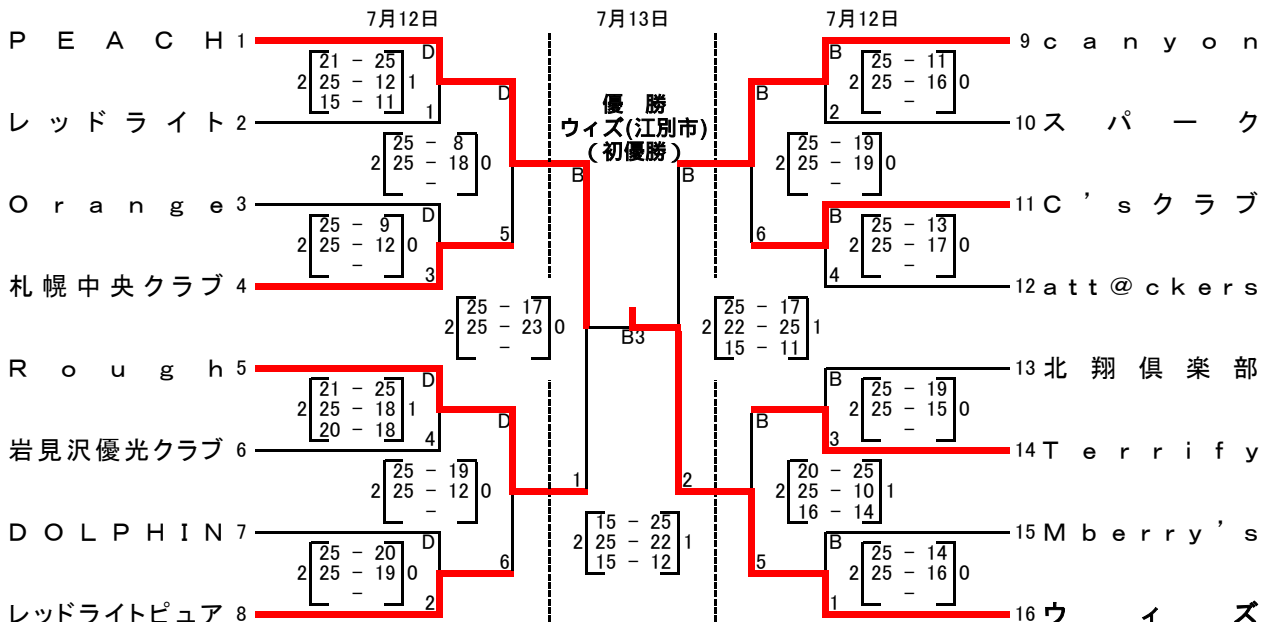 7月12日 7月13日 7月12日
PEACH 1
D
21 - 25
2 25 - 12 1
15 - 11
1
レッドライト 2
D
25 - 8
2 25 - 18 0
-
5
Orange 3
D
25 - 9
2 25 - 12 0
-
3
札幌中央クラブ 4
B
25 - 17
2 25 - 23 0
-
1
Rough 5
D
21 - 25
2 25 - 18 1
20 - 18
4
岩見沢優光クラブ 6
D
25 - 19
2 25 - 12 0
-
6
DOLPHIN 7
D
25 - 20
2 25 - 19 0
-
2
レッドライトピュア 8
優勝
ウィズ(江別市)
(初優勝)
B3
15 - 25
2 25 - 22 1
15 - 12
9 canyon
B
25 - 11
2 25 - 16 0
-
2
10 スパーク
B
25 - 19
2 25 - 19 0
-
6
11 C'sクラブ
B
25 - 13
2 25 - 17 0
-
4
12 att@ckers
B
25 - 17
2 22 - 25 1
15 - 11
2
13 北翔倶楽部
B
25 - 19
2 25 - 15 0
-
3
14 Terrify
B
20 - 25
2 25 - 10 1
16 - 14
5
15 Mberry's
B
25 - 14
2 25 - 16 0
-
1
16 ウィズ